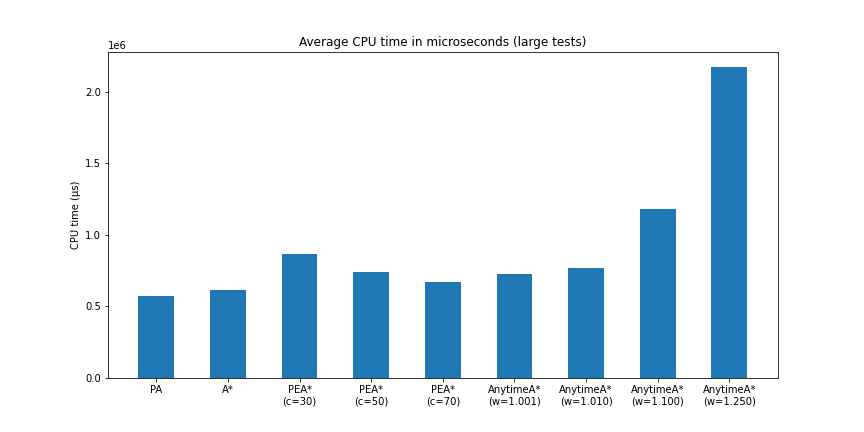 Average CPU time in microseconds (large tests)
1e6
2.0
1.5
1.0
0.5
0.0
CPU time (µs)
PA
A*
PEA*
(c=30)
PEA*
(c=50)
PEA*
(c=70)
AnytimeA*
(w=1.001)
AnytimeA*
(w=1.010)
AnytimeA*
(w=1.100)
AnytimeA*
(w=1.250)